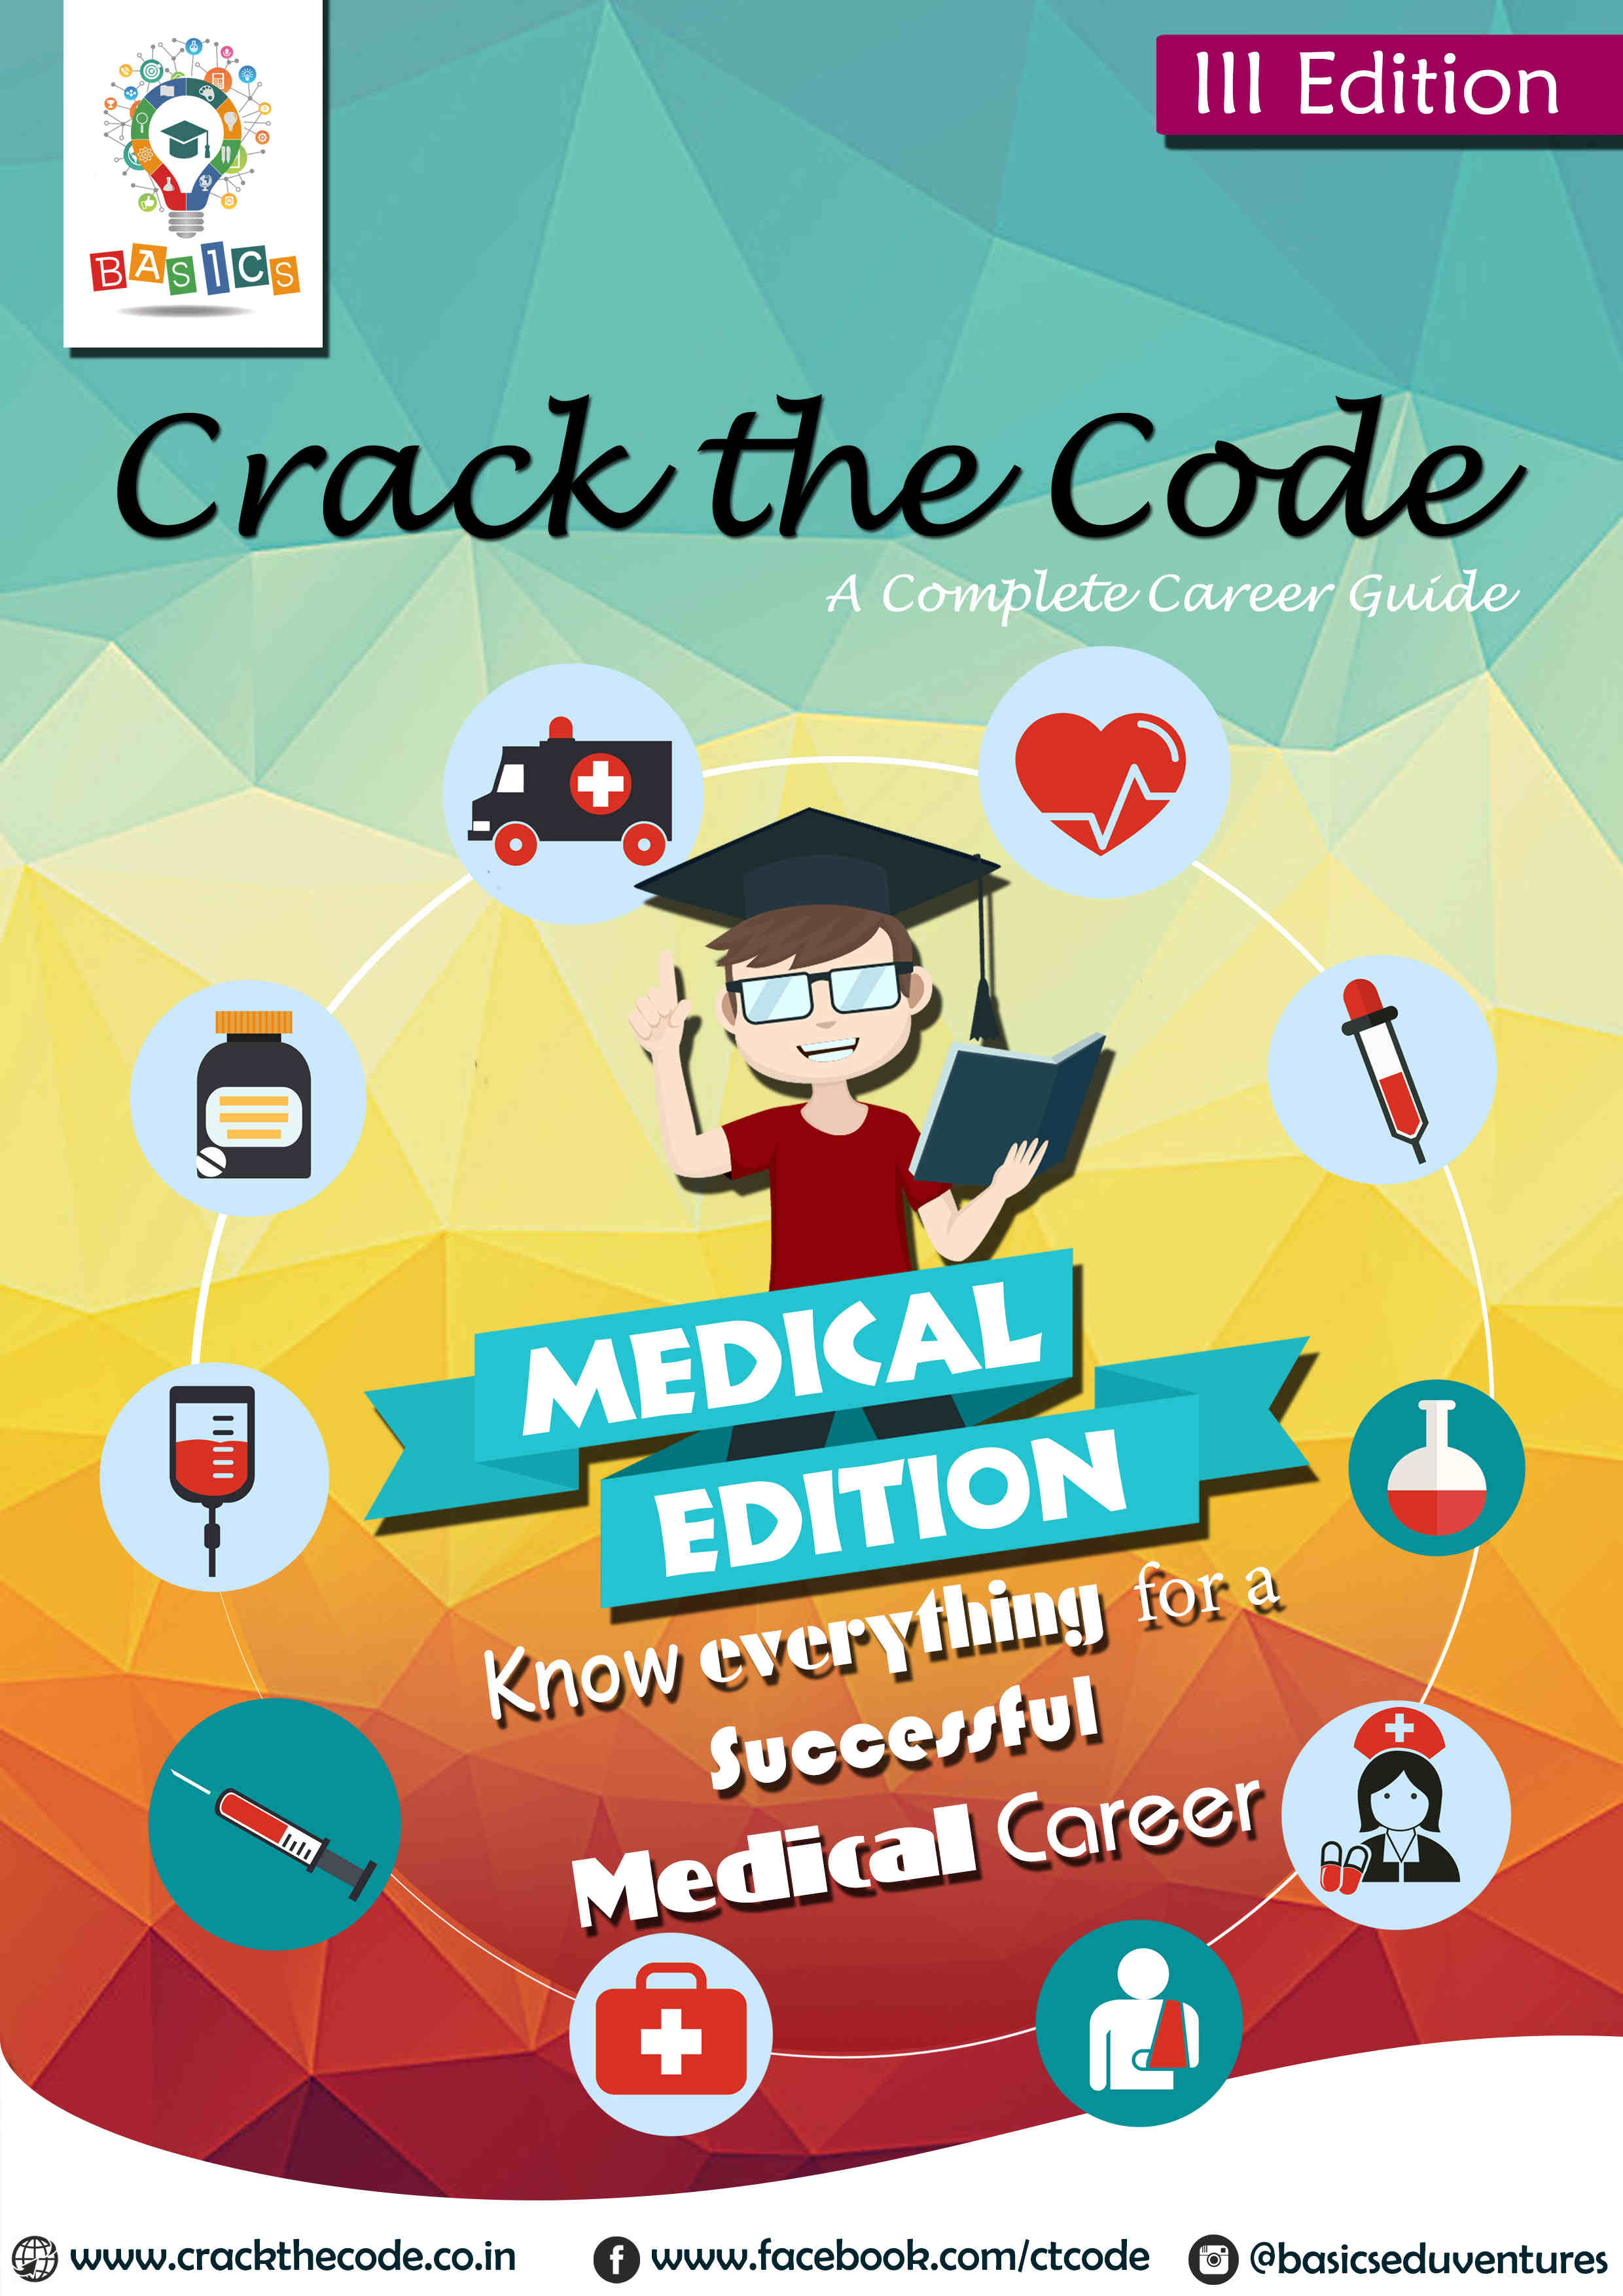 III Edition
BASICS
Crack the Code
A Complete Career Guide
MEDICAL
EDITION
Know everything for a
Successful
Medical Career
www.crackthecode.co.in
www.facebook.com/ctcode
@basicseduventures